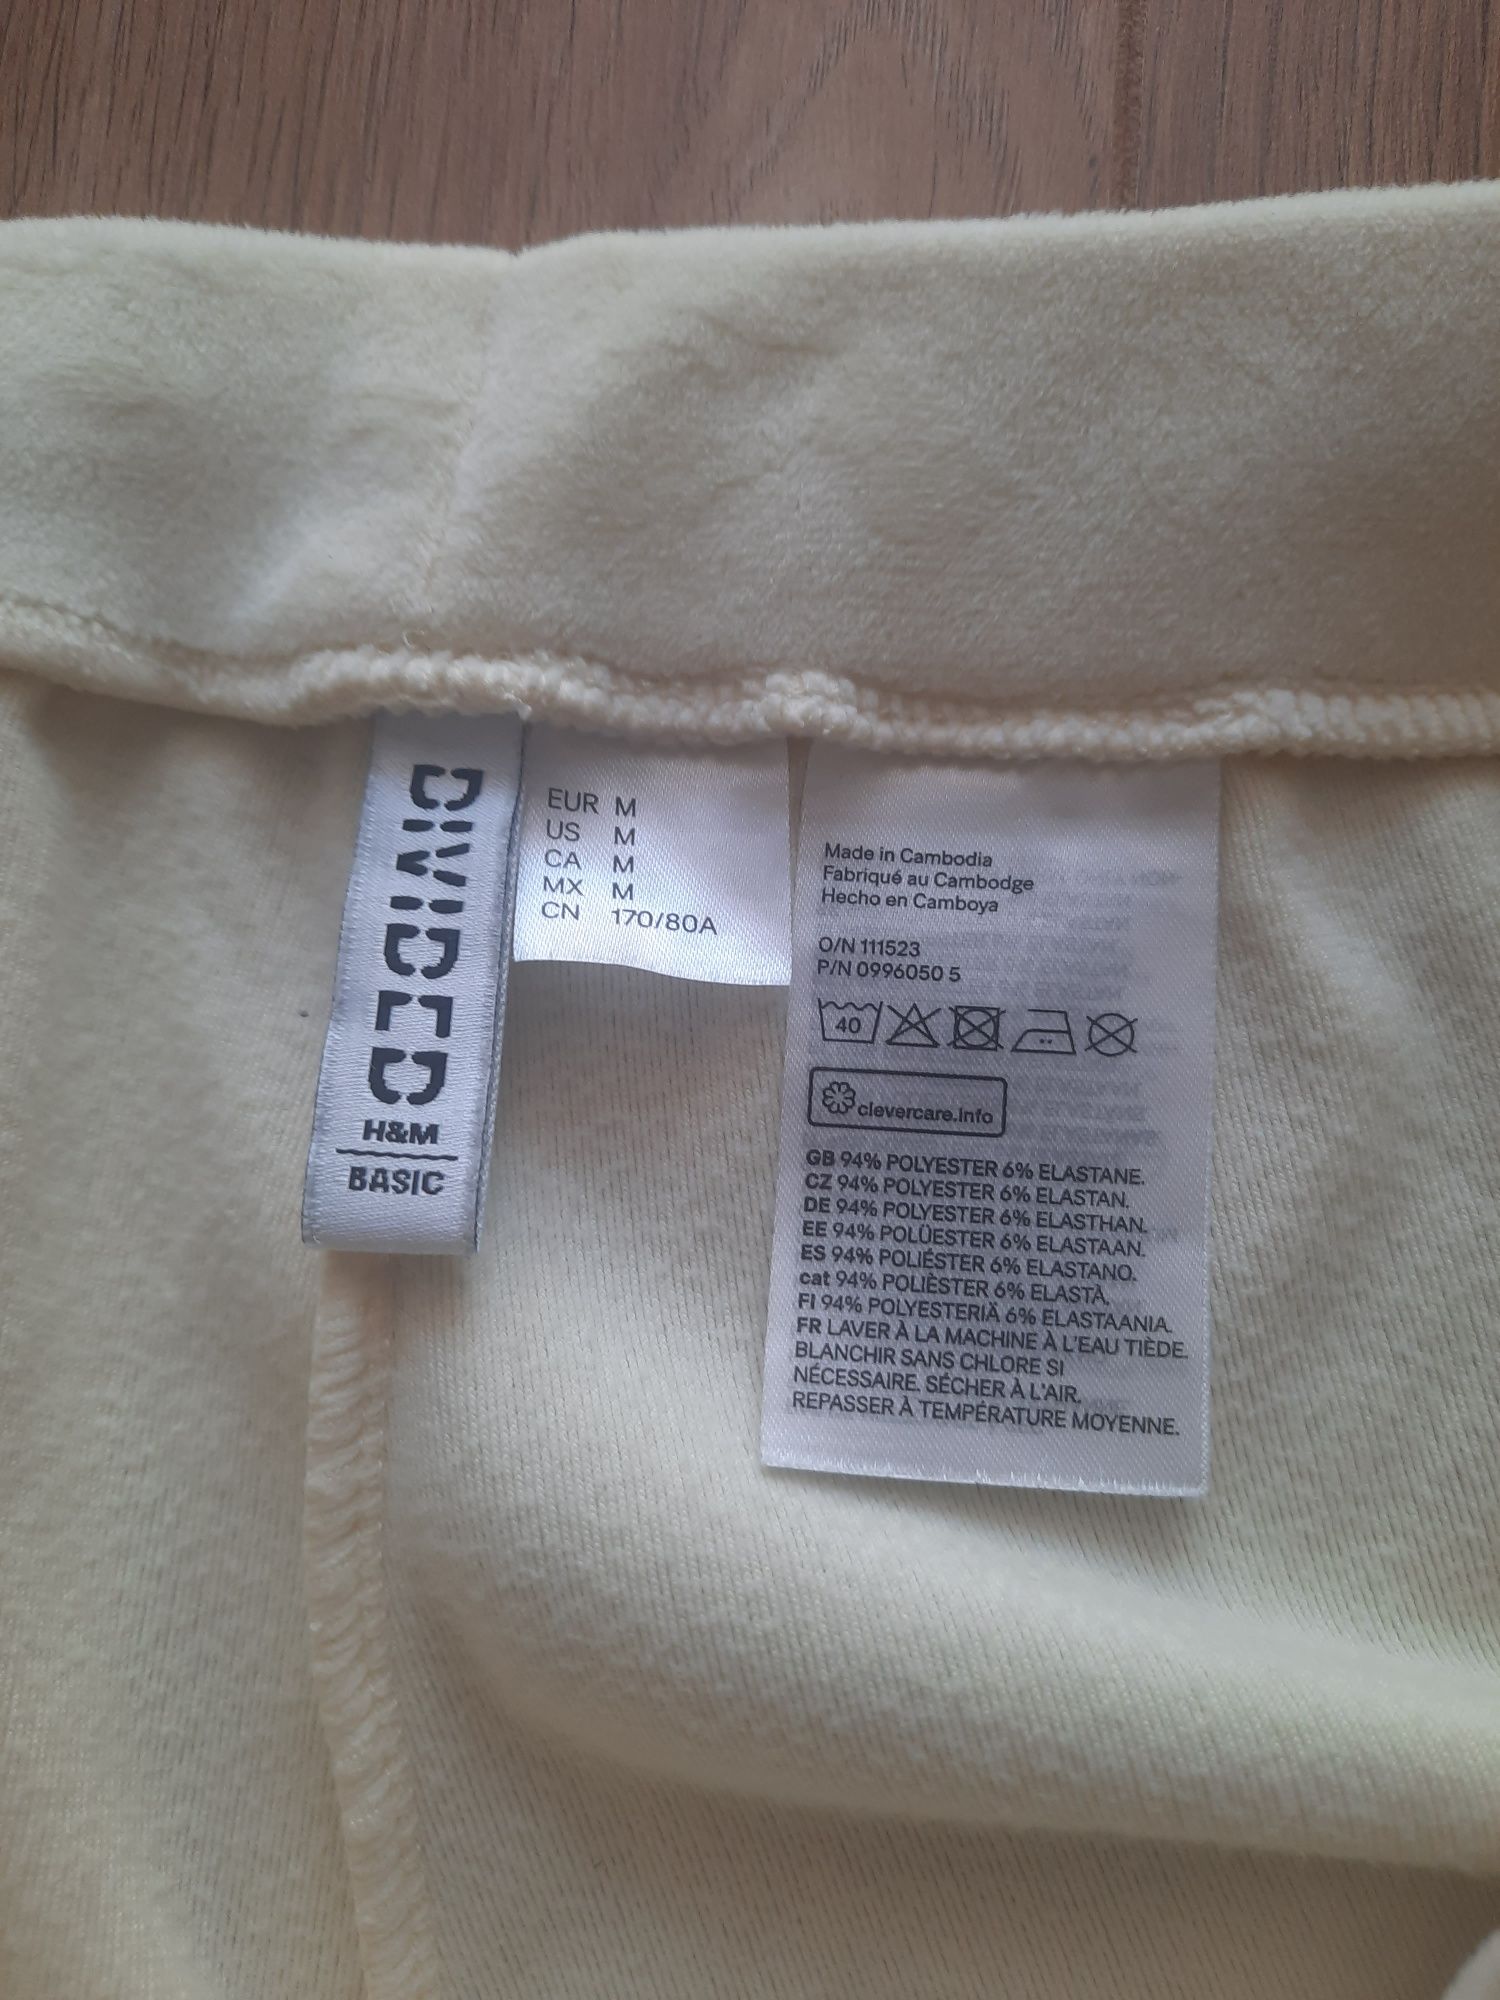 DIVIDED
H&M
BASIC
EUR M
US M
CA M
MX M
CN 170/80A
Made in Cambodia
Fabriqué au Cambodge
Hecho en Camboya
O/N 111523
P/N 0996050 5
40
clevercare.info
GB 94% POLYESTER 6% ELASTANE.
CZ 94% POLYESTER 6% ELASTAN.
DE 94% POLYESTER 6% ELASTHAN.
EE 94% POLÜESTER 6% ELASTAAN.
ES 94% POLIÉSTER 6% ELASTANO.
cat 94% POLIÈSTER 6% ELASTÀ.
FI 94% POLYESTERIÄ 6% ELASTAANIA.
FR LAVER À LA MACHINE À L'EAU TIÈDE.
BLANCHIR SANS CHLORE SI
NÉCESSAIRE. SÉCHER À L'AIR.
REPASSER À TEMPÉRATURE MOYENNE.